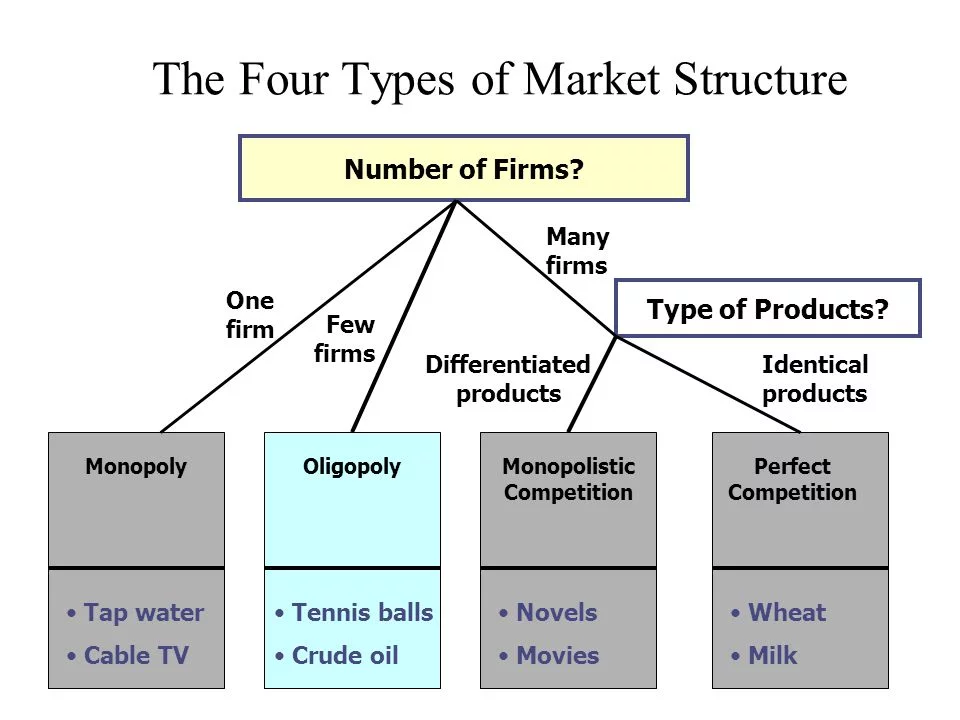 The Four Types of Market Structure
Number of Firms?
Many
firms
Type of Products?
One
firm
Few
firms
Differentiated
products
Identical
products
Monopoly
Oligopoly
Monopolistic
Competition
Perfect
Competition
• Tap water
• Cable TV
• Tennis balls
• Crude oil
• Novels
• Movies
• Wheat
• Milk